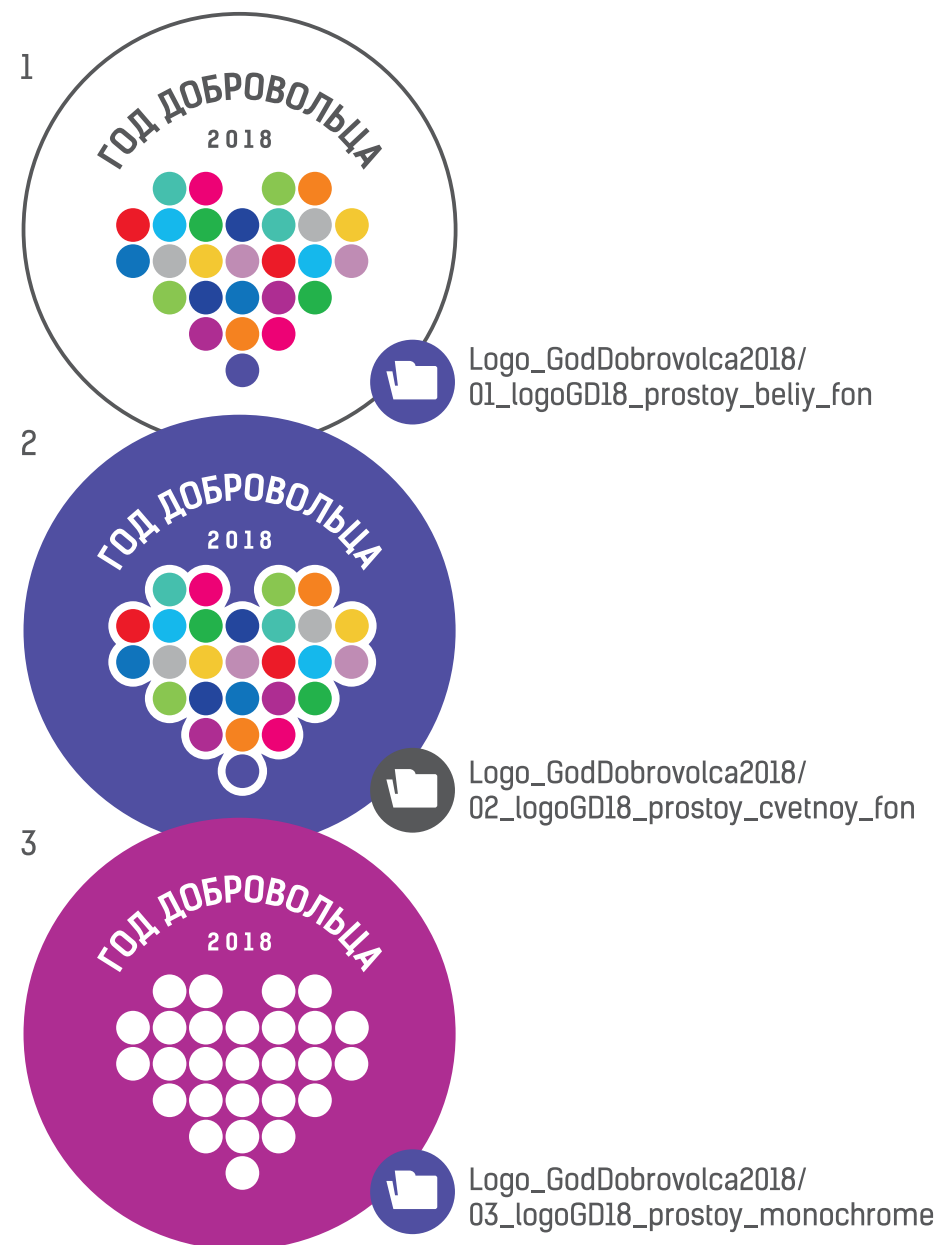 1
ГОД ДОБРОВОЛЬЦА
2018
Logo_GodDobrovolca2018/
01_logoGD18_prostoy_beliy_fon
2
ГОД ДОБРОВОЛЬЦА
2018
Logo_GodDobrovolca2018/
02_logoGD18_prostoy_cvetnoy_fon
3
ГОД ДОБРОВОЛЬЦА
2018
Logo_GodDobrovolca2018/
03_logoGD18_prostoy_monochrome